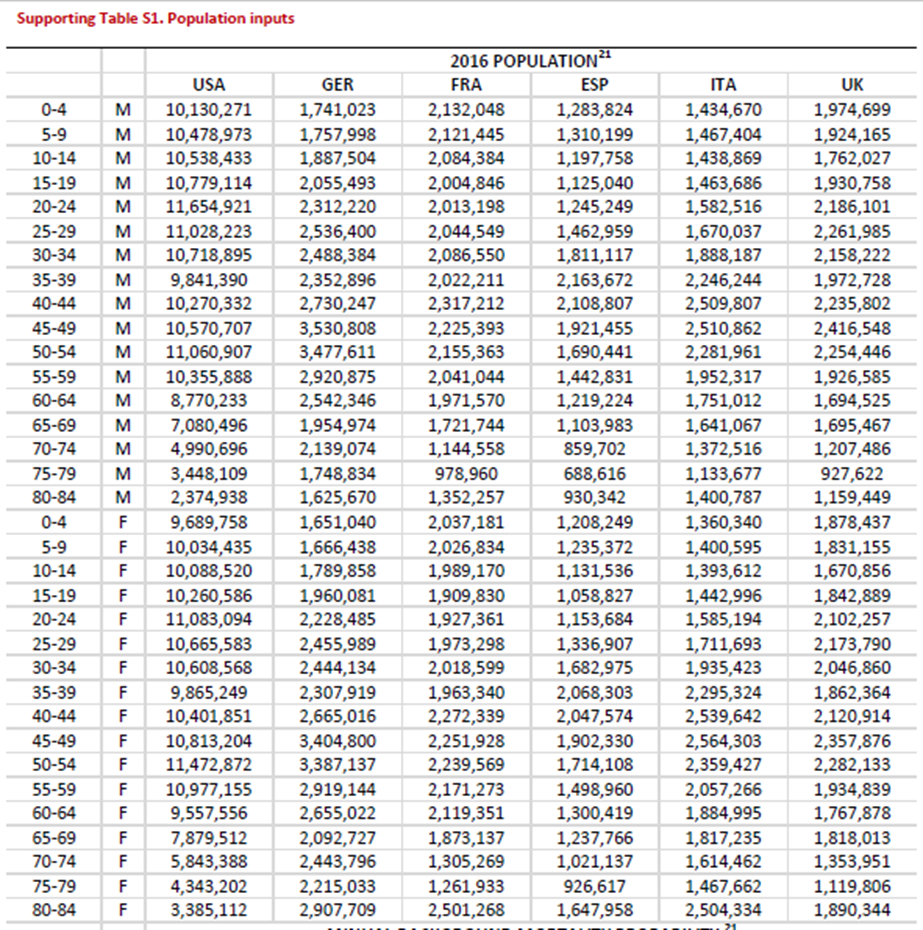 Supporting Table S1. Population inputs
2016 POPULATION21
USA GER FRA ESP ITA UK
0-4 M 10,130,271 1,741,023 2,132,048 1,283,824 1,434,670 1,974,699
5-9 M 10,478,973 1,757,998 2,121,445 1,310,199 1,467,404 1,924,165
10-14 M 10,538,433 1,887,504 2,084,384 1,197,758 1,438,869 1,762,027
15-19 M 10,779,114 2,055,493 2,004,846 1,125,040 1,463,686 1,930,758
20-24 M 11,654,921 2,312,220 2,013,198 1,245,249 1,582,516 2,186,101
25-29 M 11,028,223 2,536,400 2,044,549 1,462,959 1,670,037 2,261,985
30-34 M 10,718,895 2,488,384 2,086,550 1,811,117 1,888,187 2,158,222
35-39 M 9,841,390 2,352,896 2,022,211 2,163,672 2,246,244 1,972,728
40-44 M 10,270,332 2,730,247 2,317,212 2,108,807 2,509,807 2,235,802
45-49 M 10,570,707 3,530,808 2,225,393 1,921,455 2,510,862 2,416,548
50-54 M 11,060,907 3,477,611 2,155,363 1,690,441 2,281,961 2,254,446
55-59 M 10,355,888 2,920,875 2,041,044 1,442,831 1,952,317 1,926,585
60-64 M 8,770,233 2,542,346 1,971,570 1,219,224 1,751,012 1,694,525
65-69 M 7,080,496 1,954,974 1,721,744 1,103,983 1,641,067 1,695,467
70-74 M 4,990,696 2,139,074 1,144,558 859,702 1,372,516 1,207,486
75-79 M 3,448,109 1,748,834 978,960 688,616 1,133,677 927,622
80-84 M 2,374,938 1,625,670 1,352,257 930,342 1,400,787 1,159,449
0-4 F 9,689,758 1,651,040 2,037,181 1,208,249 1,360,340 1,878,437
5-9 F 10,034,435 1,666,438 2,026,834 1,235,372 1,400,595 1,831,155
10-14 F 10,088,520 1,789,858 1,989,170 1,131,536 1,393,612 1,670,856
15-19 F 10,260,586 1,960,081 1,909,830 1,058,827 1,442,996 1,842,889
20-24 F 11,083,094 2,228,485 1,927,361 1,153,684 1,585,194 2,102,257
25-29 F 10,665,583 2,455,989 1,973,298 1,336,907 1,711,693 2,173,790
30-34 F 10,608,568 2,444,134 2,018,599 1,682,975 1,935,423 2,046,860
35-39 F 9,865,249 2,307,919 1,963,340 2,068,303 2,295,324 1,862,364
40-44 F 10,401,851 2,665,016 2,272,339 2,047,574 2,539,642 2,120,914
45-49 F 10,813,204 3,404,800 2,251,928 1,902,330 2,564,303 2,357,876
50-54 F 11,472,872 3,387,137 2,239,569 1,714,108 2,359,427 2,282,133
55-59 F 10,977,155 2,919,144 2,171,273 1,498,960 2,057,266 1,934,839
60-64 F 9,557,556 2,655,022 2,119,351 1,300,419 1,884,995 1,767,878
65-69 F 7,879,512 2,092,727 1,873,137 1,237,766 1,817,235 1,818,013
70-74 F 5,843,388 2,443,796 1,305,269 1,021,137 1,614,462 1,353,951
75-79 F 4,343,202 2,215,033 1,261,933 926,617 1,467,662 1,119,806
80-84 F 3,385,112 2,907,709 2,501,268 1,647,958 2,504,334 1,890,344